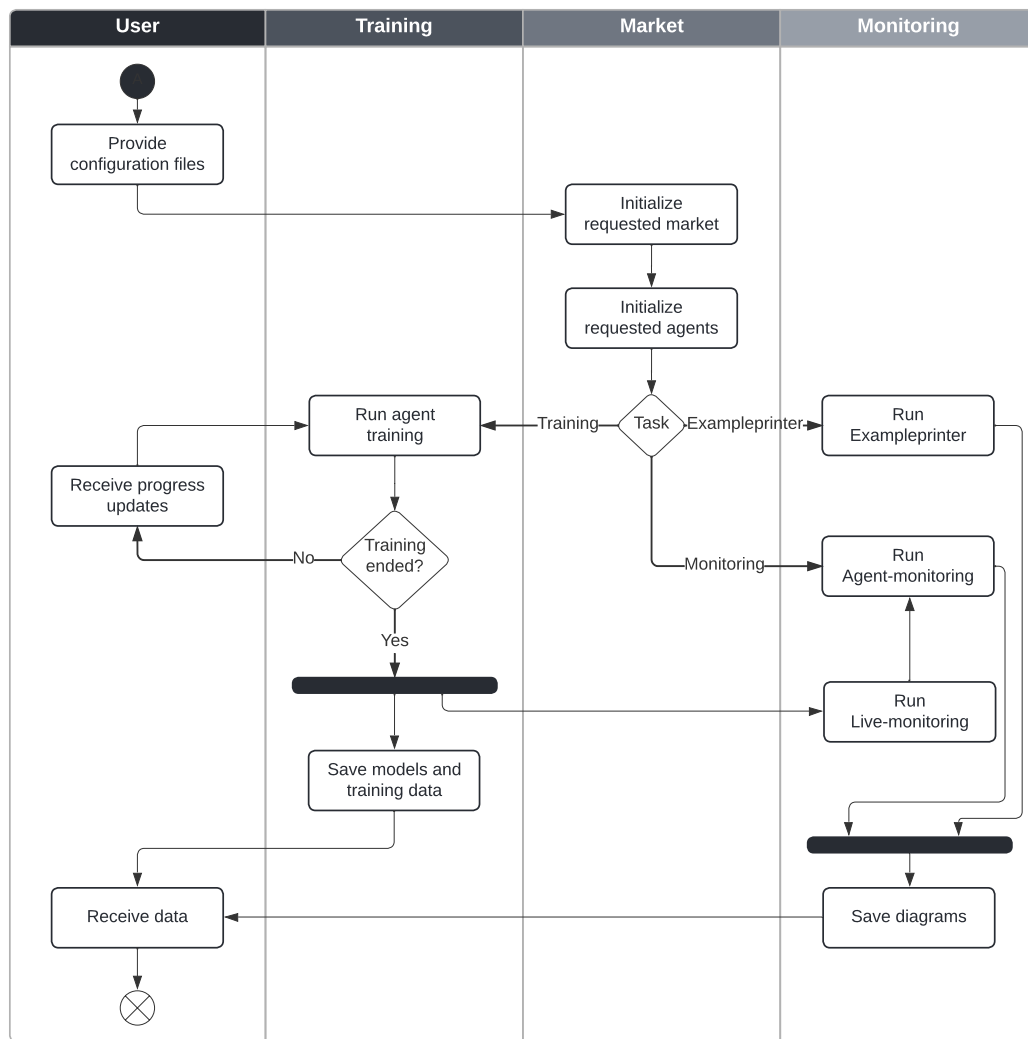 User
Training
Market
Monitoring
Provide
configuration files
Initialize
requested market
Initialize
requested agents
Run agent
training
Training
Task
Exampleprinter
Run
Exampleprinter
Receive progress
updates
No
Training
ended?
Monitoring
Run
Agent-monitoring
Yes
Run
Live-monitoring
Save models and
training data
Receive data
Save diagrams